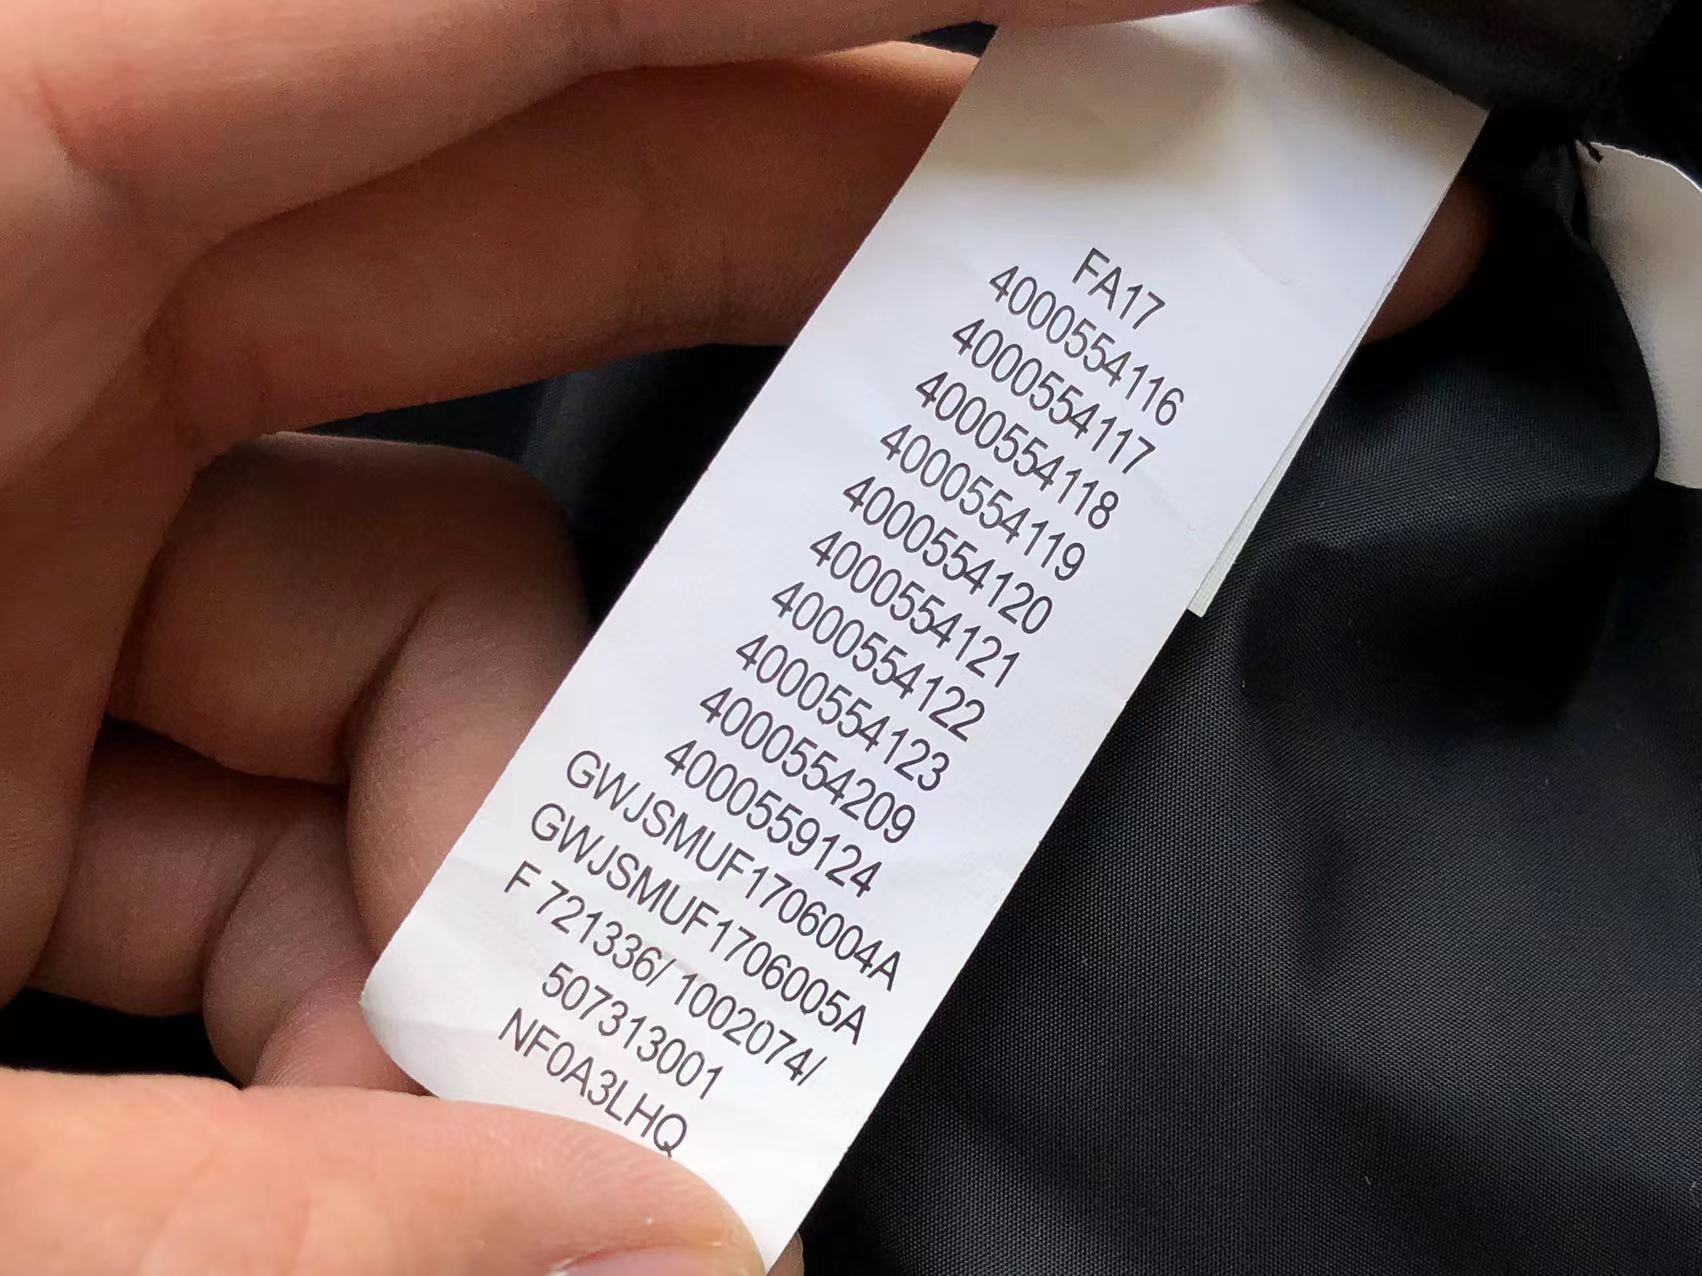 FA17
4000554116
4000554117
4000554118
4000554119
4000554120
4000554121
4000554122
4000554123
4000554209
4000559124
GWJSMUF1706004A
GWJSMUF1706005A
F 721336/ 1002074/
507313001
NF0A3LHQ